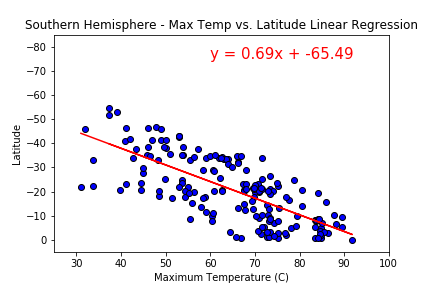 Southern Hemisphere - Max Temp vs. Latitude Linear Regression
y = 0.69x + -65.49
−80
−70
−60
−50
−40
−30
−20
−10
0
Latitude
30 40 50 60 70 80 90 100
Maximum Temperature (C)